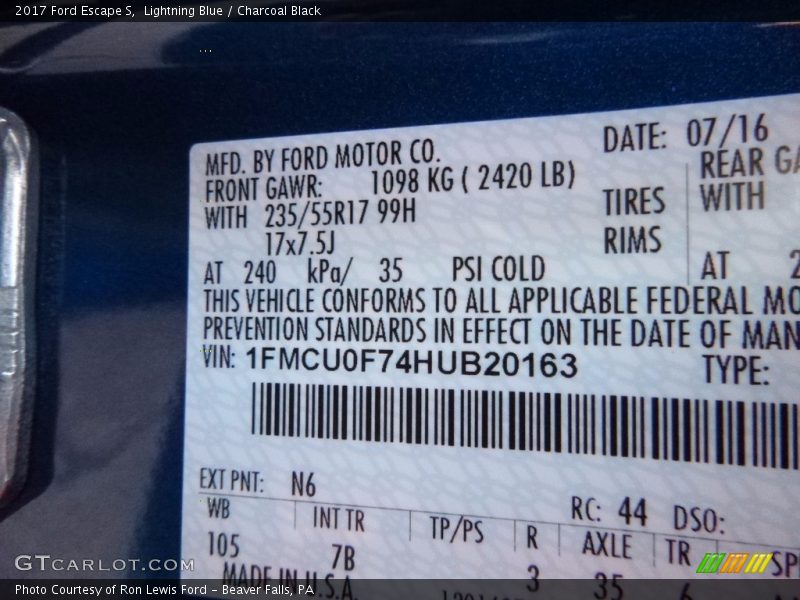 2017 Ford Escape S, Lightning Blue / Charcoal Black
MFD. BY FORD MOTOR CO.
DATE: 07/16
FRONT GAWR: 1098 KG ( 2420 LB)
REAR
WITH 235/55R17 99H
TIRES
WITH
17x7.5J
RIMS
AT 240 kPa/ 35 PSI COLD
AT
THIS VEHICLE CONFORMS TO ALL APPLICABLE FEDERAL
PREVENTION STANDARDS IN EFFECT ON THE DATE OF
VIN: 1FMCU0F74HUB20163
TYPE:
EXT PNT: N6
RC: 44 DSO:
WB INT TR TP/PS R AXLE TR
105 7B 3 35 6
MADE IN U.S.A.
GTCARLOT.COM
Photo Courtesy of Ron Lewis Ford - Beaver Falls, PA